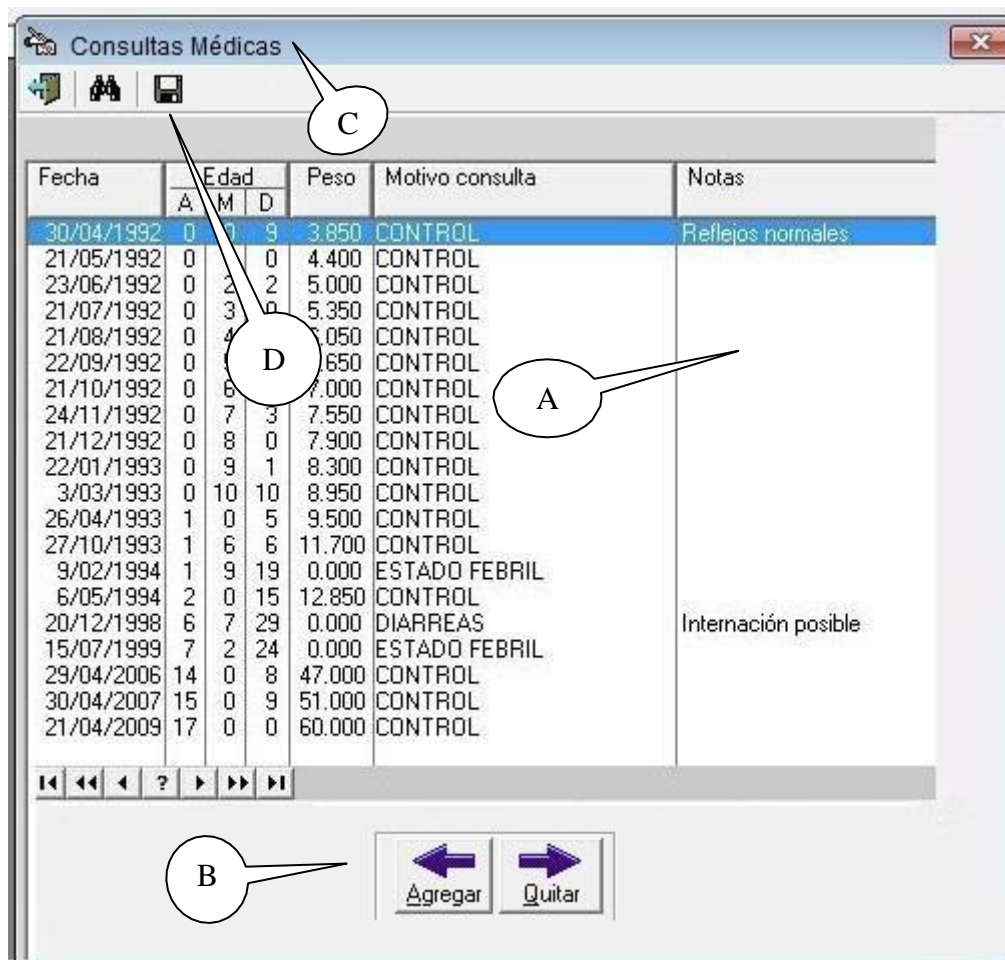 Consultas Médicas
C
Fecha Edad Peso Motivo consulta Notas
A M D
30/04/1992 0 9 3.850 CONTROL Reflejos normales
21/05/1992 0 0 4.400 CONTROL
23/06/1992 0 2 2 5.000 CONTROL
21/07/1992 0 3 0 5.350 CONTROL
21/08/1992 0 4 .050 CONTROL
22/09/1992 0 .650 CONTROL
21/10/1992 0 6 7.000 CONTROL
D
A
24/11/1992 0 7 3 7.550 CONTROL
21/12/1992 0 8 0 7.900 CONTROL
22/01/1993 0 9 1 8.300 CONTROL
3/03/1993 0 10 10 8.950 CONTROL
26/04/1993 1 0 5 9.500 CONTROL
27/10/1993 1 6 6 11.700 CONTROL
9/02/1994 1 9 19 0.000 ESTADO FEBRIL
6/05/1994 2 0 15 12.850 CONTROL
20/12/1998 6 7 29 0.000 DIARREAS Internación posible
15/07/1999 7 2 24 0.000 ESTADO FEBRIL
29/04/2006 14 0 8 47.000 CONTROL
30/04/2007 15 0 9 51.000 CONTROL
21/04/2009 17 0 0 60.000 CONTROL
?
B
Agregar Quitar